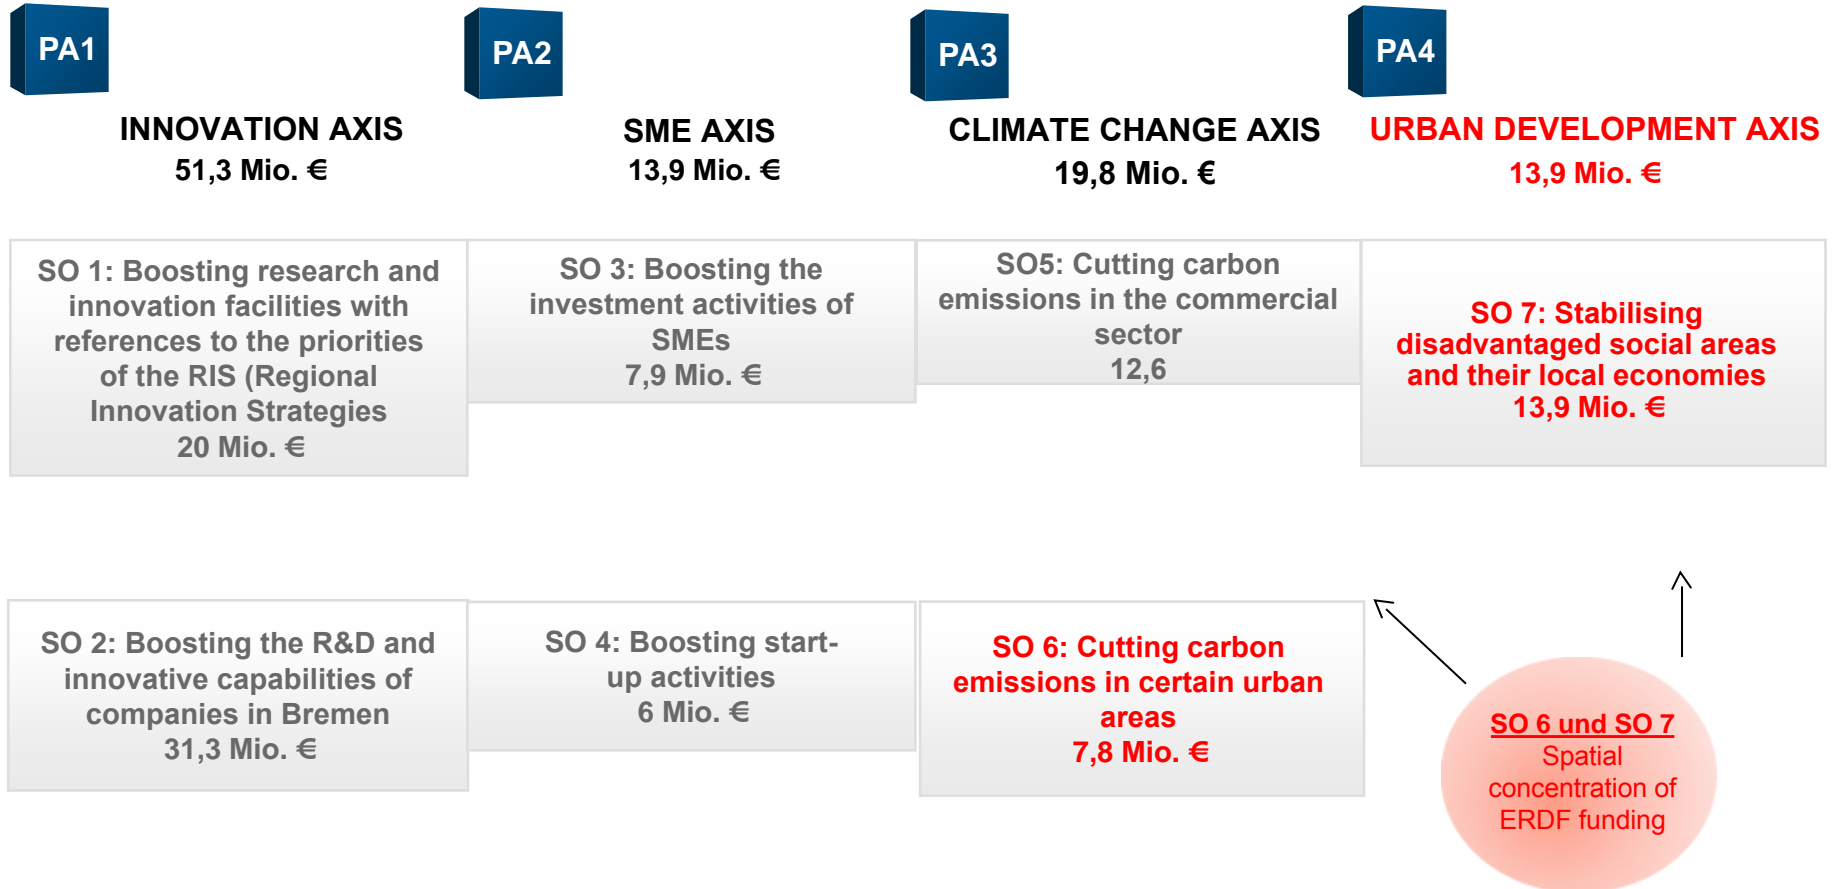 PA1
PA2
PA3
PA4
INNOVATION AXIS
51,3 Mio. €
SME AXIS
13,9 Mio. €
CLIMATE CHANGE AXIS
19,8 Mio. €
URBAN DEVELOPMENT AXIS
13,9 Mio. €
SO 1: Boosting research and
innovation facilities with
references to the priorities
of the RIS (Regional
Innovation Strategies
20 Mio. €
SO 3: Boosting the
investment activities of
SMEs
7,9 Mio. €
SO5: Cutting carbon
emissions in the commercial
sector
12,6
SO 7: Stabilising
disadvantaged social areas
and their local economies
13,9 Mio. €
SO 2: Boosting the R&D and
innovative capabilities of
companies in Bremen
31,3 Mio. €
SO 4: Boosting start-
up activities
6 Mio. €
SO 6: Cutting carbon
emissions in certain urban
areas
7,8 Mio. €
SO 6 und SO 7
Spatial
concentration of
ERDF funding